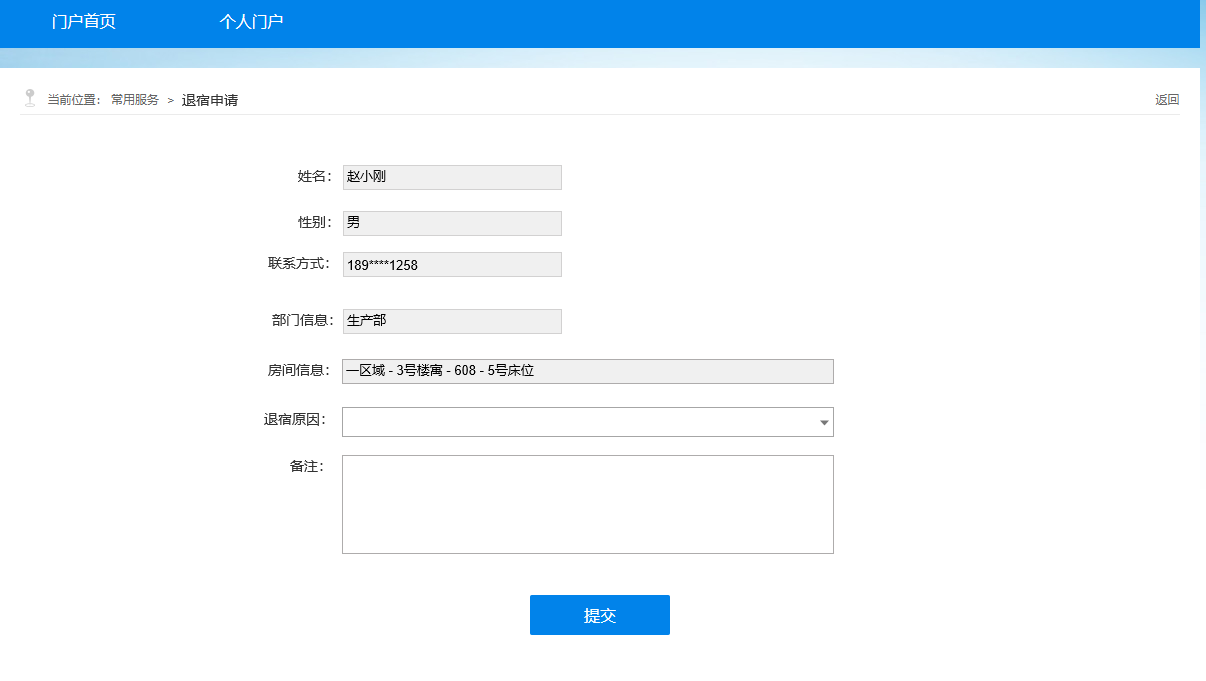 门户首页 个人门户
当前位置： 常用服务 > 退宿申请 返回
姓名： 赵小刚
性别： 男
联系方式： 189****1258
部门信息： 生产部
房间信息： 一区域 - 3号楼寓 - 608 - 5号床位
退宿原因：
备注：
提交